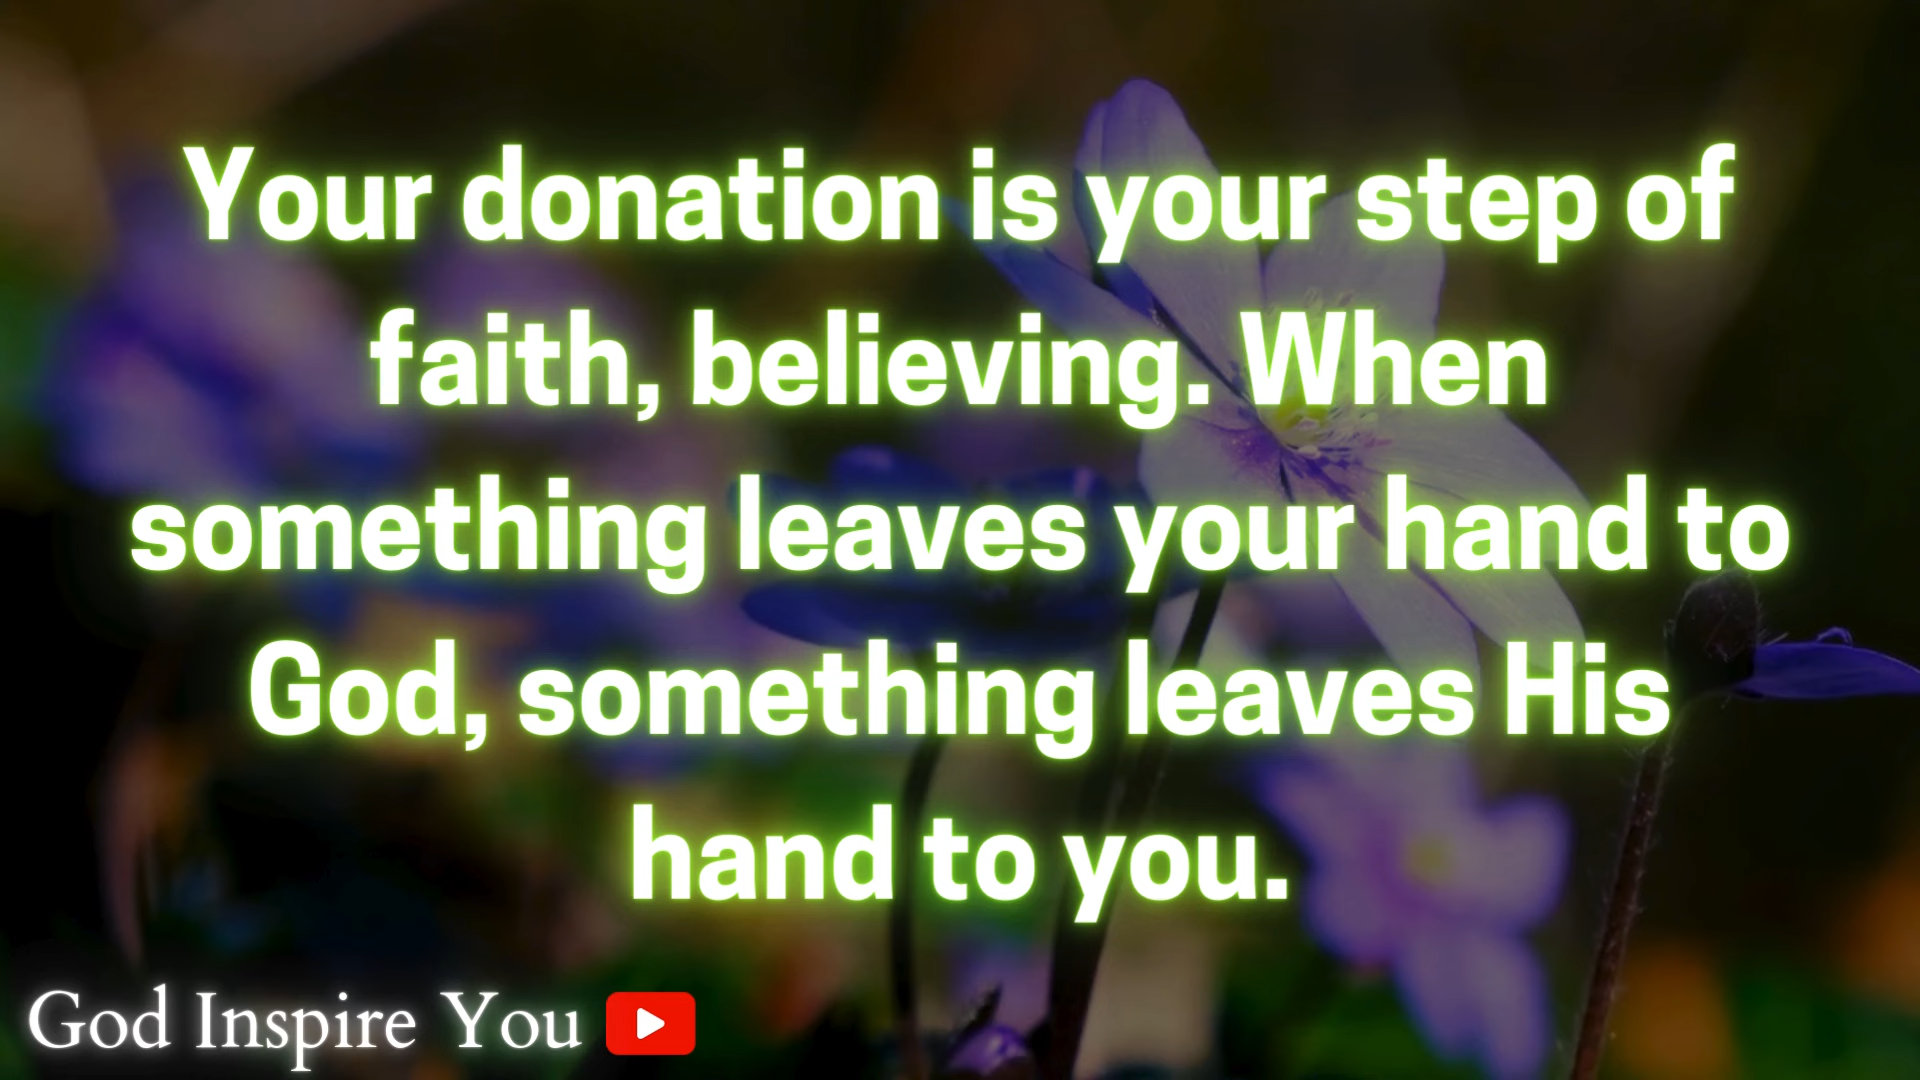 Your donation is your step of
faith, believing. When
something leaves your hand to
God, something leaves His
hand to you.
God Inspire You